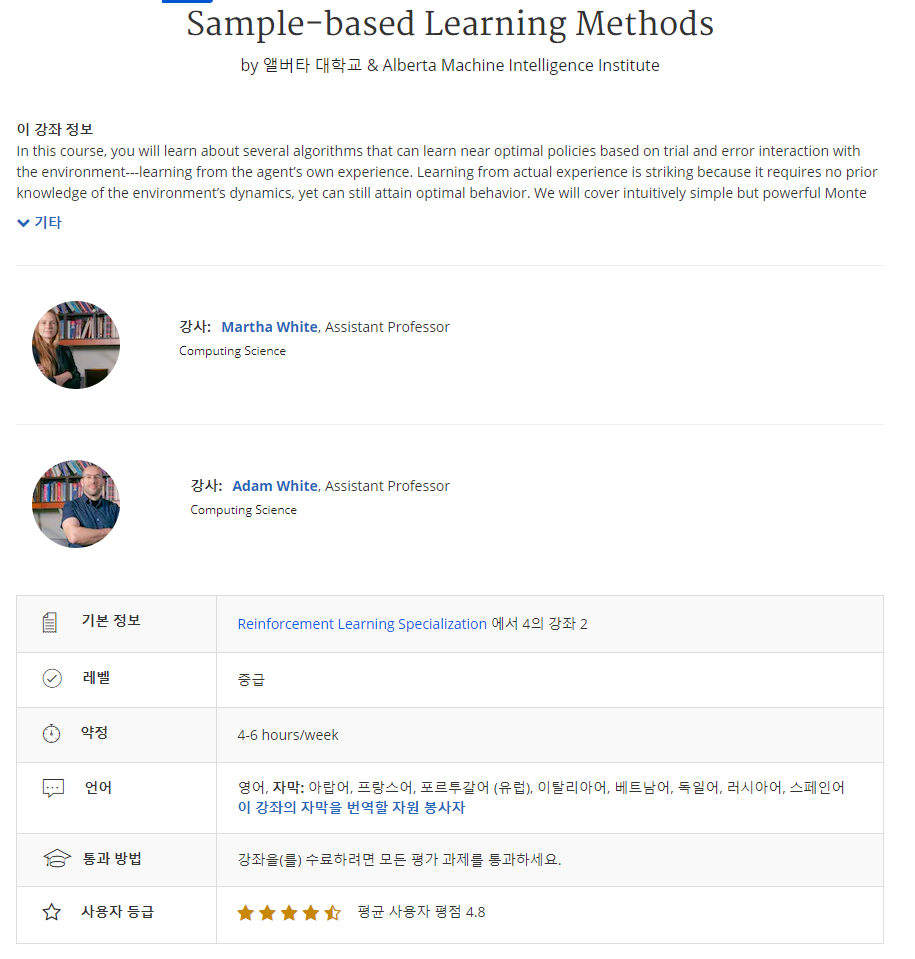 Sample-based Learning Methods
by 앨버타 대학교 & Alberta Machine Intelligence Institute
이 강좌 정보
In this course, you will learn about several algorithms that can learn near optimal policies based on trial and error interaction with
the environment---learning from the agent's own experience. Learning from actual experience is striking because it requires no prior
knowledge of the environment’s dynamics, yet can still attain optimal behavior. We will cover intuitively simple but powerful Monte
기타
강사: Martha White, Assistant Professor
Computing Science
강사: Adam White, Assistant Professor
Computing Science
기본 정보
Reinforcement Learning Specialization 에서 4의 강좌 2
레벨
중급
약정
4-6 hours/week
언어
영어, 자막: 아랍어, 프랑스어, 포르투갈어 (유럽), 이탈리아어, 베트남어, 독일어, 러시아어, 스페인어
이 강좌의 자막을 번역할 자원 봉사자
통과 방법
강좌을(를) 수료하려면 모든 평가 과제를 통과하세요.
사용자 등급
평균 사용자 평점 4.8